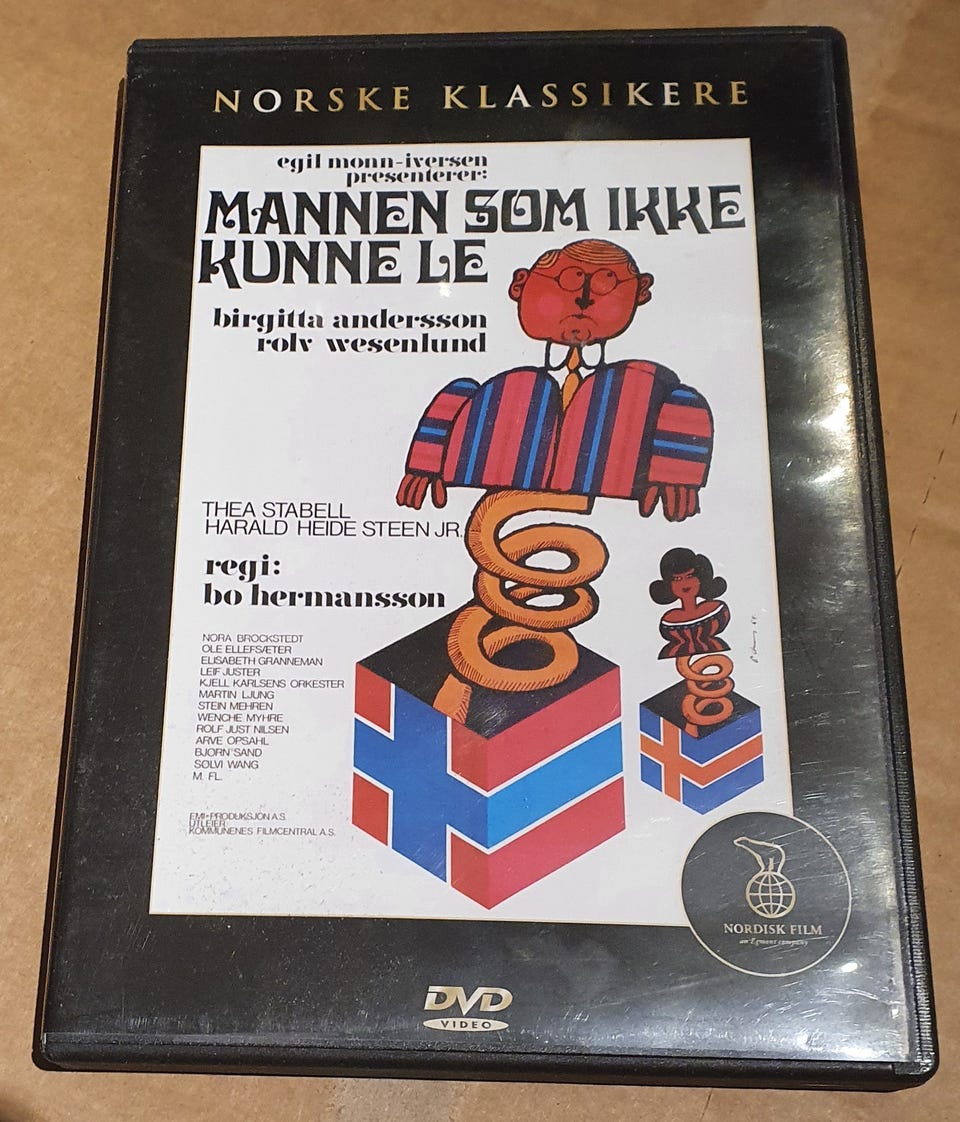 NORSKE KLASSIKERE
egil monn-iversen
presenterer:
MANNEN SOM IKKE
KUNNE LE
birgitta andersson
rolv wesenlund
THEA STABELL
HARALD HEIDE STEEN JR.
regi:
bo hermansson
NORA BROCKSTEDT
OLE ELLEFSÆTER
ELISABETH GRANNEMAN
LEIF JUSTER
KJELL KARLSENS ORKESTER
MARTIN LJUNG
STEIN MEHREN
WENCHE MYHRE
ROLF JUST NILSEN
ARVE OPSAHL
BJØRN SAND
SØLVI WANG
M. FL.
EMI-PRODUKSJON A.S.
UTLEIER:
KOMMUNENES FILMCENTRAL A.S.
NORDISK FILM
an Egmont company
DVD
VIDEO